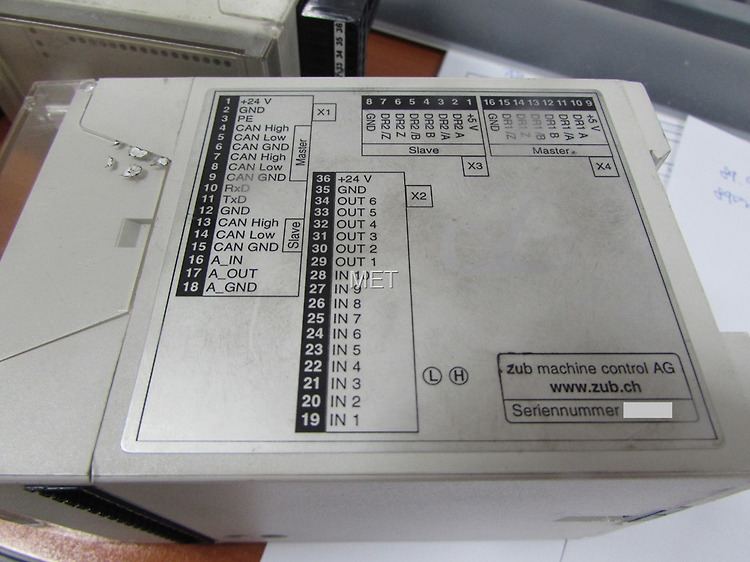 1 +24 V
2 GND
3 PE
4 CAN High
5 CAN Low
6 CAN GND
7 CAN High
8 CAN Low
9 CAN GND
10 RxD
11 TxD
12 GND
13 CAN High
14 CAN Low
15 CAN GND
16 A_IN
17 A_OUT
18 A_GND
X1
Master
Slave
36 +24 V
35 GND
34 OUT 6
33 OUT 5
32 OUT 4
31 OUT 3
30 OUT 2
29 OUT 1
28 IN 10
27 IN 9
26 IN 8
25 IN 7
24 IN 6
23 IN 5
22 IN 4
21 IN 3
20 IN 2
19 IN 1
X2
8 7 6 5 4 3 2 1
GND
DR2 /Z
DR2 Z
DR2 /B
DR2 B
DR2 /A
DR2 A
+5 V
Slave
X3
16 15 14 13 12 11 10 9
GND
DR1 /Z
DR1 Z
DR1 /B
DR1 B
DR1 /A
DR1 A
+5 V
Master
X4
MET
L H
zub machine control AG
www.zub.ch
Seriennummer
33 34 35 36